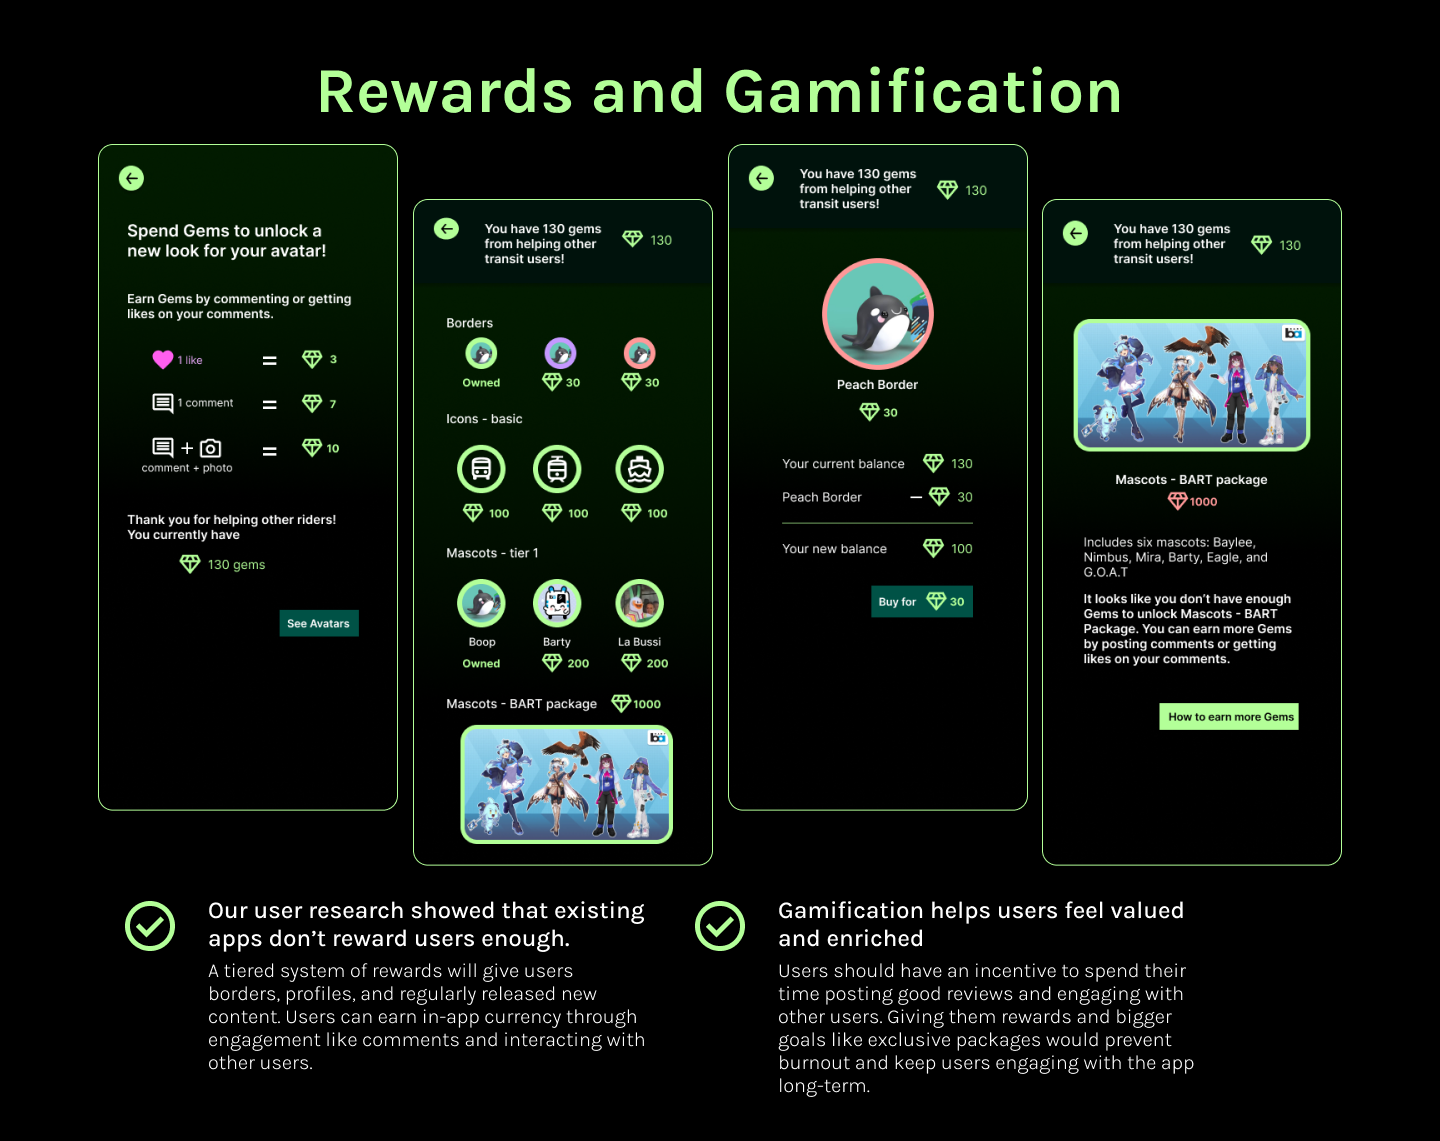 Rewards and Gamification
Spend Gems to unlock a
new look for your avatar!
Earn Gems by commenting or getting
likes on your comments.
1 like = 3
1 comment = 7
+ = 10
comment + photo
Thank you for helping other riders!
You currently have
130 gems
See Avatars
You have 130 gems
from helping other
transit users!
130
Borders
Owned 30 30
Icons - basic
100 100 100
Mascots - tier 1
Boop Barty La Bussi
Owned 200 200
Mascots - BART package 1000
ba
You have 130 gems
from helping other
transit users!
130
Peach Border
30
Your current balance 130
Peach Border – 30
Your new balance 100
Buy for 30
You have 130 gems
from helping other
transit users!
130
ba
Mascots - BART package
1000
Includes six mascots: Baylee,
Nimbus, Mira, Barty, Eagle, and
G.O.A.T
It looks like you don’t have enough
Gems to unlock Mascots - BART
Package. You can earn more Gems
by posting comments or getting
likes on your comments.
How to earn more Gems
Our user research showed that existing
apps don’t reward users enough.
A tiered system of rewards will give users
borders, profiles, and regularly released new
content. Users can earn in-app currency through
engagement like comments and interacting with
other users.
Gamification helps users feel valued
and enriched
Users should have an incentive to spend their
time posting good reviews and engaging with
other users. Giving them rewards and bigger
goals like exclusive packages would prevent
burnout and keep users engaging with the app
long-term.